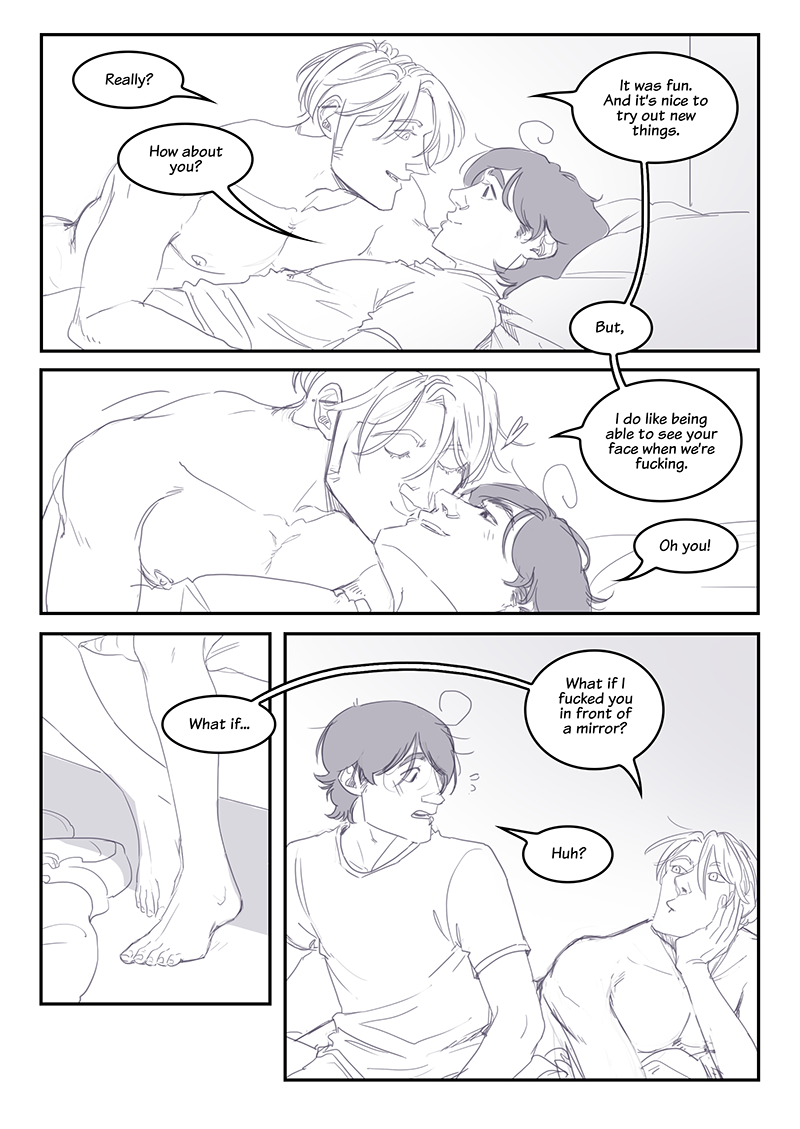 Really?
How about
you?
It was fun.
And it's nice to
try out new
things.
But,
I do like being
able to see your
face when we're
fucking.
Oh you!
What if...
What if I
fucked you
in front of
a mirror?
Huh?